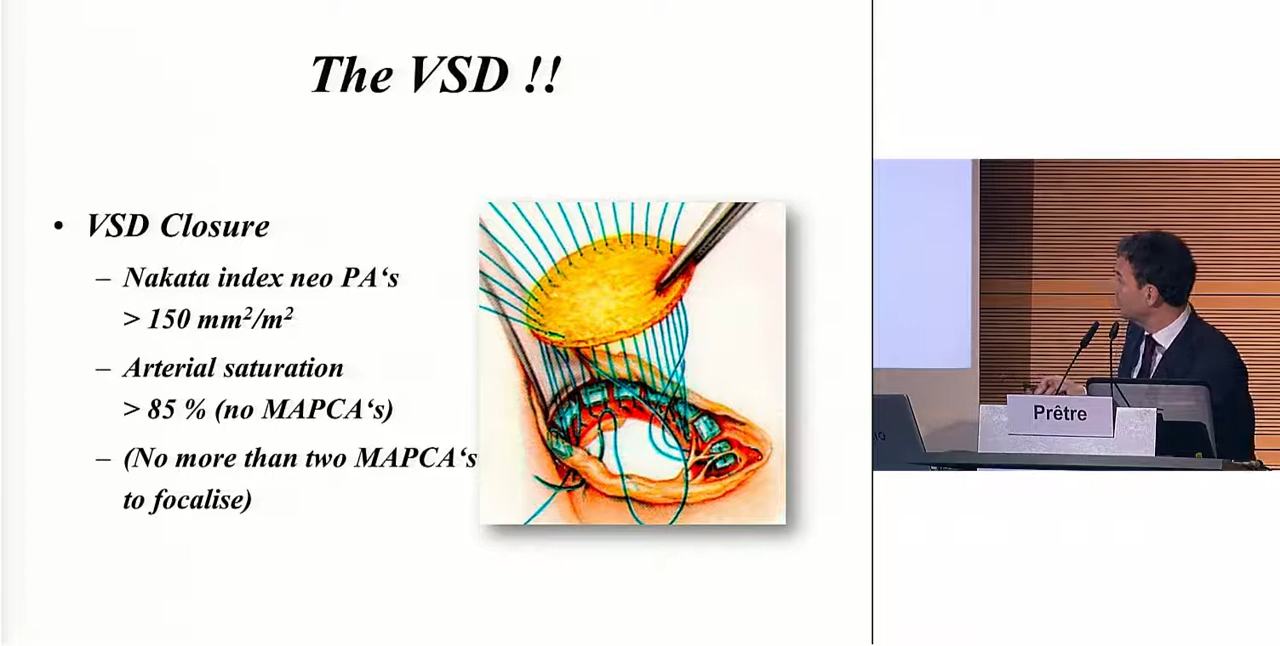 The VSD !!
• VSD Closure
– Nakata index neo PA‘s
> 150 mm²/m²
– Arterial saturation
> 85 % (no MAPCA‘s)
– (No more than two MAPCA‘s
to focalise)
Prêtre